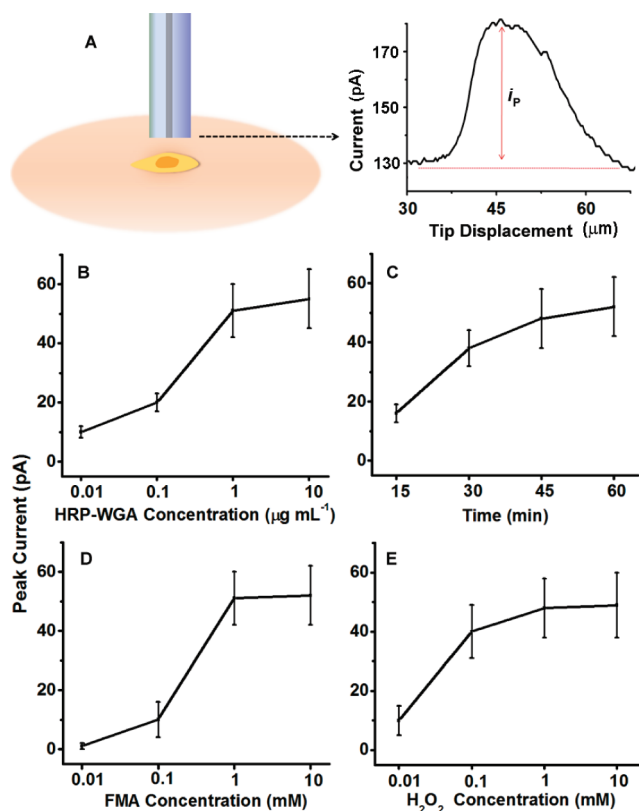 A
Current (pA)
170
150
130
i_P
30
45
60
Tip Displacement (μm)
Peak Current (pA)
B
60
40
20
0
0.01
0.1
1
10
HRP-WGA Concentration (μg mL⁻¹)
C
60
40
20
0
15
30
45
60
Time (min)
D
60
40
20
0
0.01
0.1
1
10
FMA Concentration (mM)
E
60
40
20
0
0.01
0.1
1
10
H₂O₂ Concentration (mM)